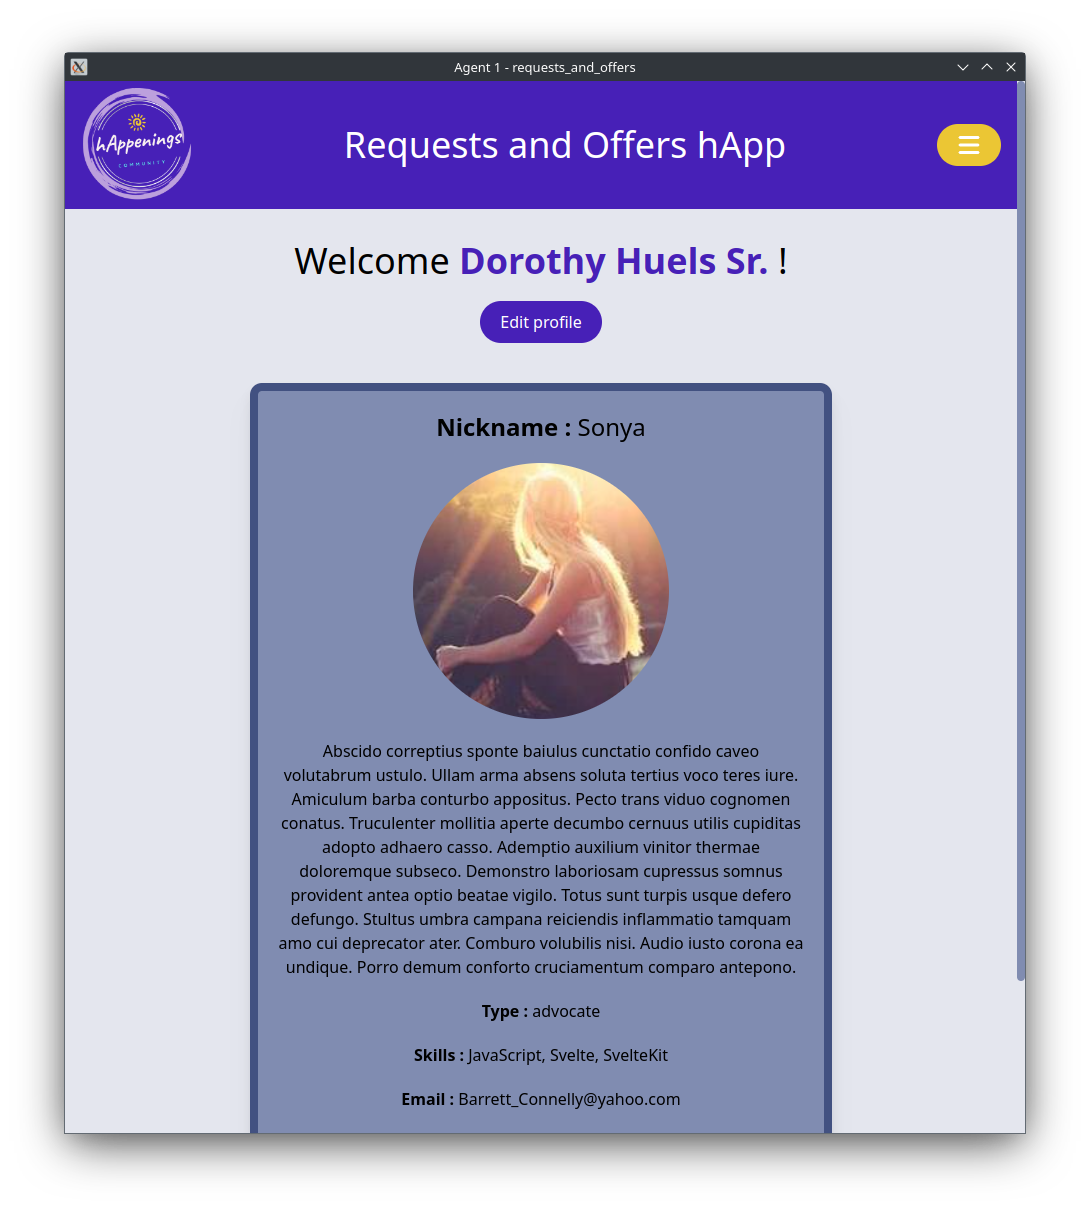 Agent 1 - requests_and_offers
hAppenings
COMMUNITY
Requests and Offers hApp
Welcome Dorothy Huels Sr. !
Edit profile
Nickname : Sonya
Abscido correptius sponte baiulus cunctatio confido caveo
volutabrum ustulo. Ullam arma absens soluta tertius voco teres iure.
Amiculum barba conturbo appositus. Pecto trans viduo cognomen
conatus. Truculenter mollitia aperte decumbo cernuus utilis cupiditas
adopto adhaero casso. Ademptio auxilium vinitor thermae
doloremque subseco. Demonstro laboriosam cupressus somnus
provident antea optio beatae vigilo. Totus sunt turpis usque defero
defungo. Stultus umbra campana reiciendis inflammatio tamquam
amo cui deprecator ater. Comburo volubilis nisi. Audio iusto corona ea
undique. Porro demum conforto cruciamentum comparo antepono.
Type : advocate
Skills : JavaScript, Svelte, SvelteKit
Email : Barrett_Connelly@yahoo.com